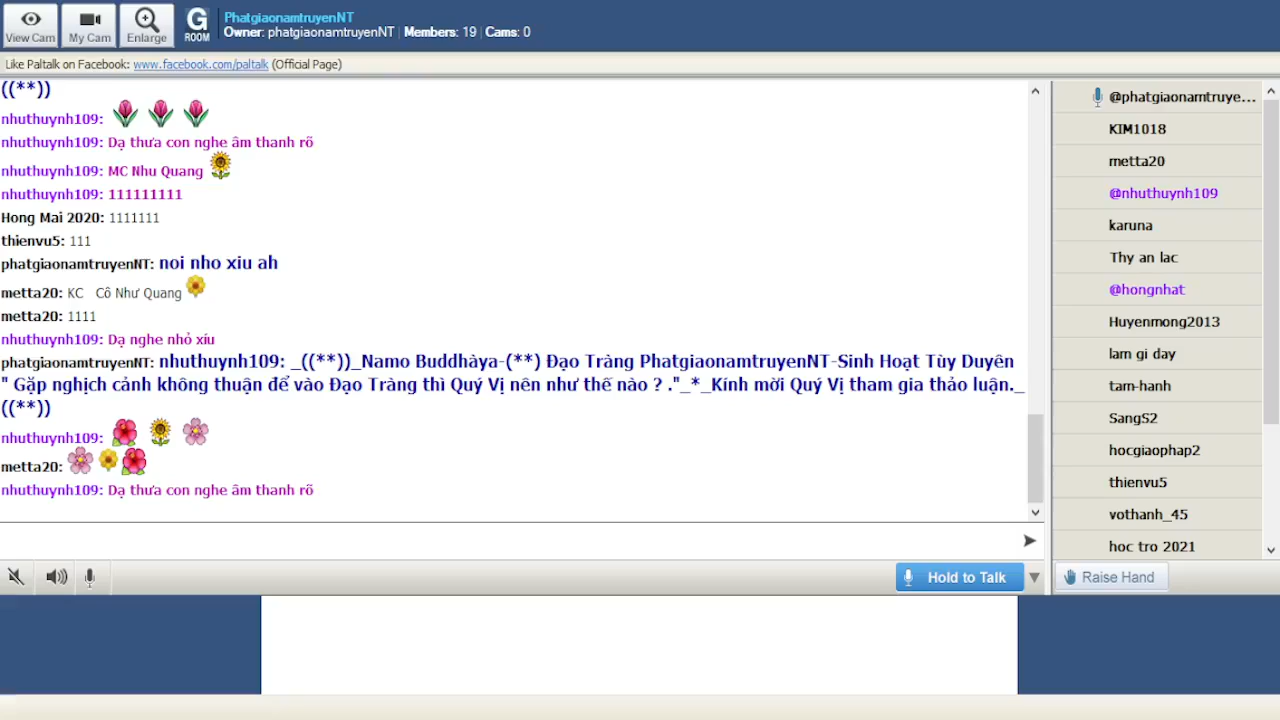 View Cam
My Cam
Enlarge
G
ROOM
PhatgiaonamtruyenNT
Owner: phatgiaonamtruyenNT | Members: 19 | Cams: 0
Like Paltalk on Facebook: www.facebook.com/paltalk (Official Page)
((**))
nhuthuynh109:
nhuthuynh109: Dạ thưa con nghe âm thanh rõ
nhuthuynh109: MC Nhu Quang
nhuthuynh109: 111111111
Hong Mai 2020: 1111111
thienvu5: 111
phatgiaonamtruyenNT: noi nho xiu ah
metta20: KC Cô Như Quang
metta20: 1111
nhuthuynh109: Dạ nghe nhỏ xíu
phatgiaonamtruyenNT: nhuthuynh109: _((**))_Namo Buddhàya-(**) Đạo Tràng PhatgiaonamtruyenNT-Sinh Hoạt Tùy Duyên
" Gặp nghịch cảnh không thuận để vào Đạo Tràng thì Quý Vị nên như thế nào ? ."_*_Kính mời Quý Vị tham gia thảo luận._
((**))
nhuthuynh109:
metta20:
nhuthuynh109: Dạ thưa con nghe âm thanh rõ
Hold to Talk
@phatgiaonamtruye...
KIM1018
metta20
@nhuthuynh109
karuna
Thy an lac
@hongnhat
Huyenmong2013
lam gi day
tam-hanh
SangS2
hocgiaophap2
thienvu5
vothanh_45
hoc tro 2021
Raise Hand